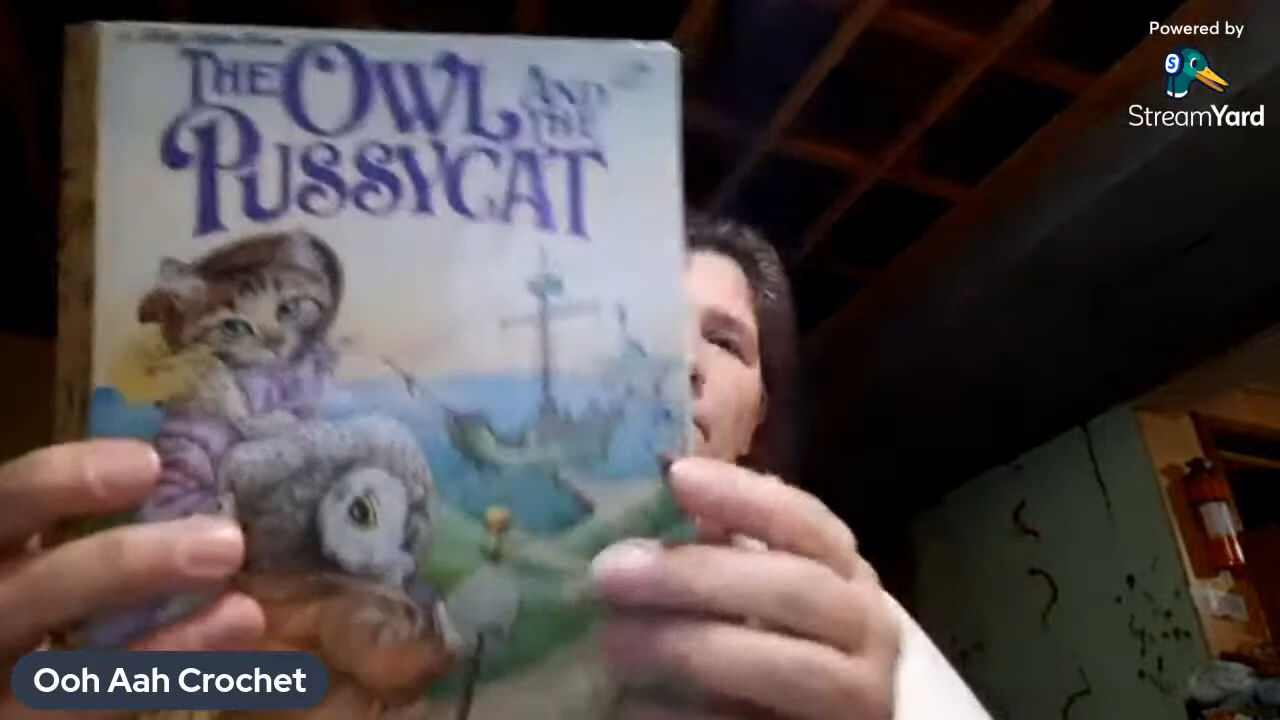 THE OWL AND
THE
PUSSYCAT
Powered by
S
StreamYard
Ooh Aah Crochet